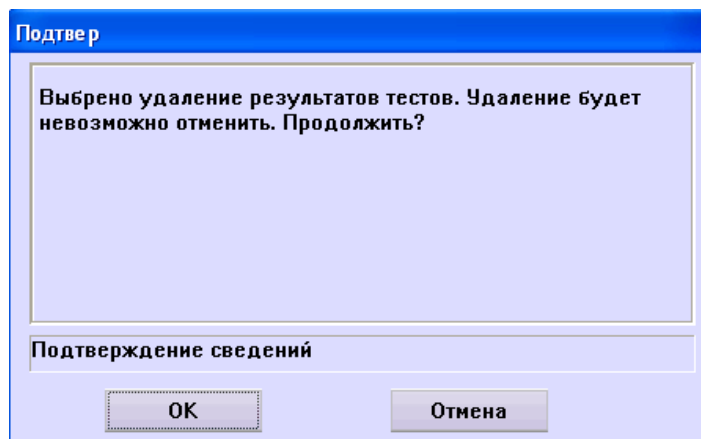 Подтвер
Выбрено удаление результатов тестов. Удаление будет
невозможно отменить. Продолжить?
Подтверждение сведений
OK
Отмена